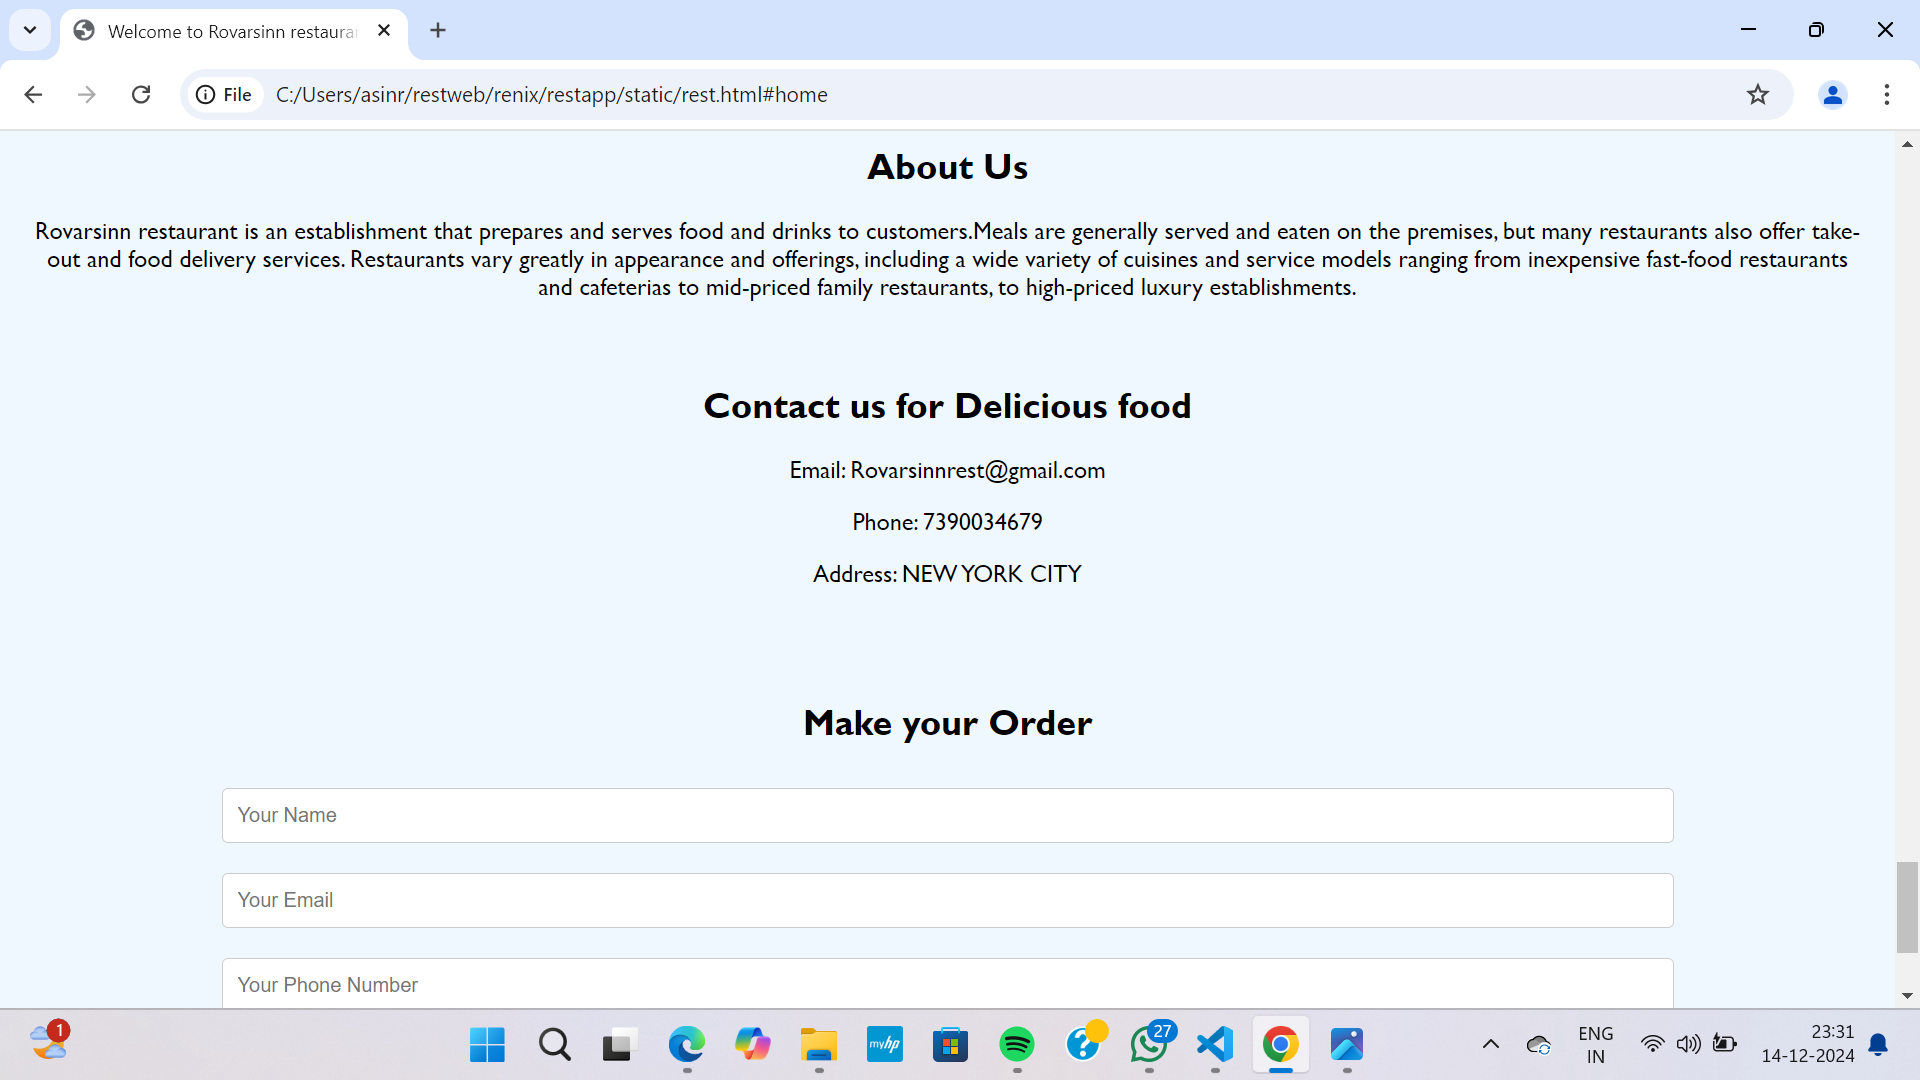 Welcome to Rovarsinn restaura
File
C:/Users/asinr/restweb/renix/restapp/static/rest.html#home
About Us
Rovarsinn restaurant is an establishment that prepares and serves food and drinks to customers.Meals are generally served and eaten on the premises, but many restaurants also offer take-
out and food delivery services. Restaurants vary greatly in appearance and offerings, including a wide variety of cuisines and service models ranging from inexpensive fast-food restaurants
and cafeterias to mid-priced family restaurants, to high-priced luxury establishments.
Contact us for Delicious food
Email: Rovarsinnrest@gmail.com
Phone: 7390034679
Address: NEW YORK CITY
Make your Order
Your Name
Your Email
Your Phone Number
1
myhp
?
27
ENG
IN
23:31
14-12-2024